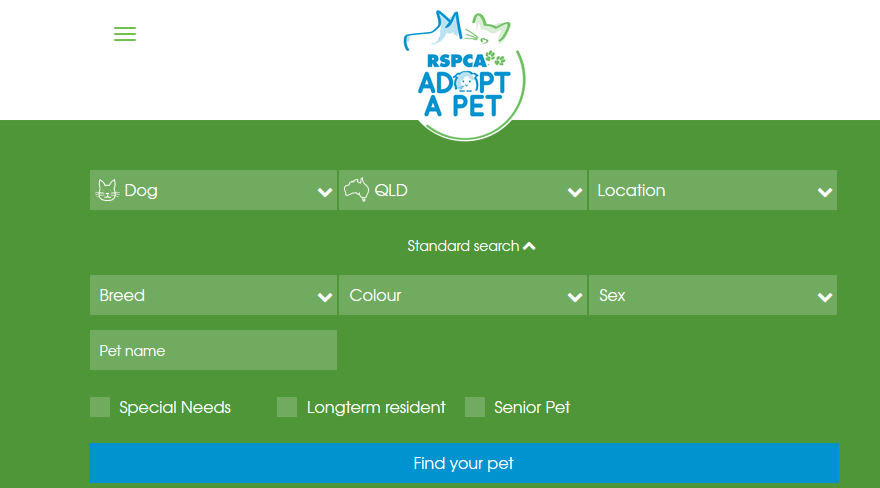 RSPCA
ADOPT
A PET
Dog
QLD
Location
Standard search
Breed
Colour
Sex
Pet name
Special Needs
Longterm resident
Senior Pet
Find your pet